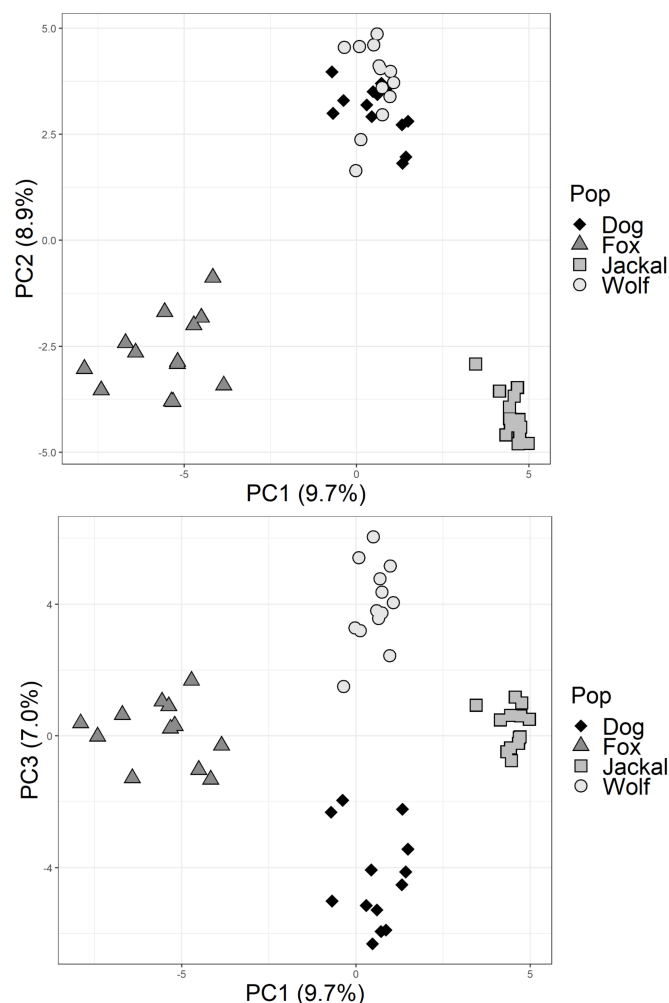 5.0
2.5
0.0
-2.5
-5.0
PC2 (8.9%)
-5
0
5
PC1 (9.7%)
Pop
Dog
Fox
Jackal
Wolf
4
0
-4
PC3 (7.0%)
-5
0
5
PC1 (9.7%)
Pop
Dog
Fox
Jackal
Wolf